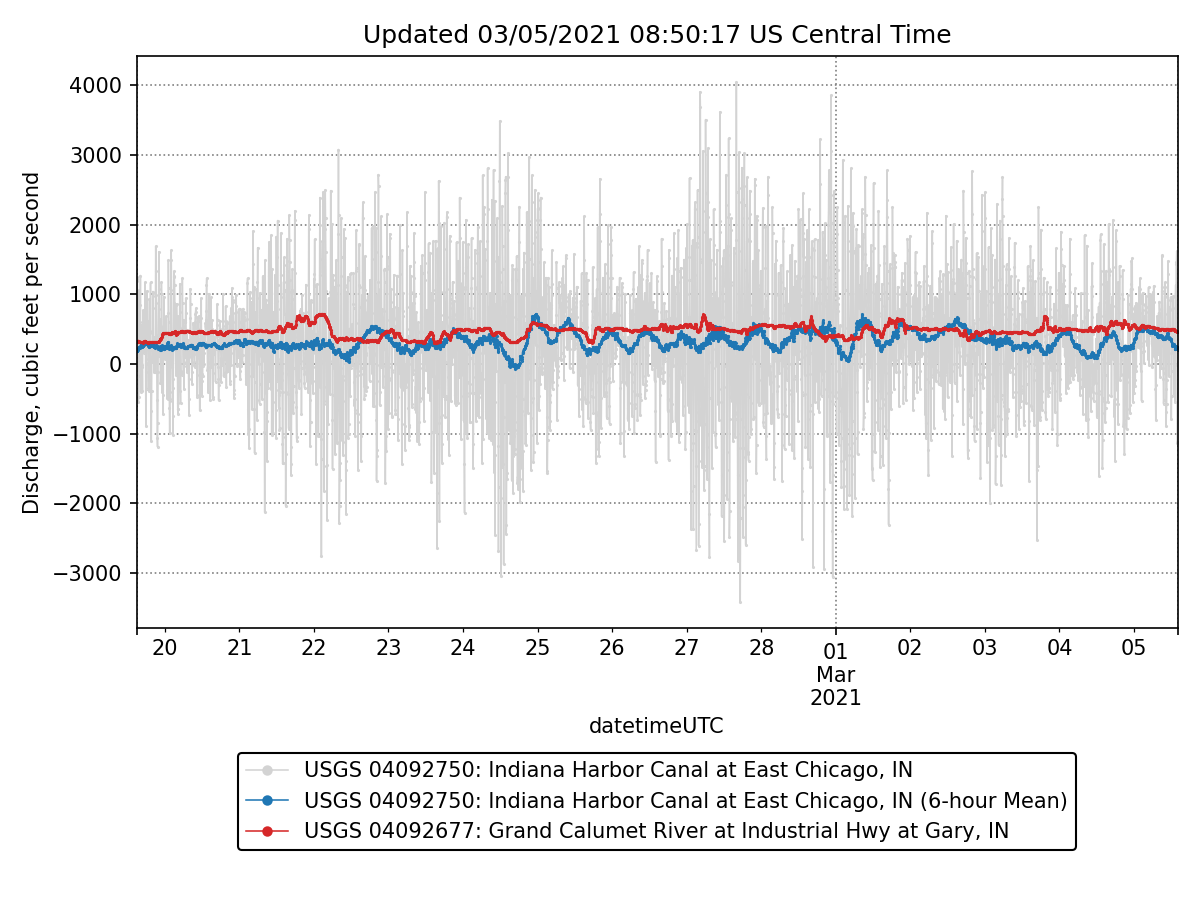 Updated 03/05/2021 08:50:17 US Central Time
Discharge, cubic feet per second
4000
3000
2000
1000
0
−1000
−2000
−3000
20 21 22 23 24 25 26 27 28 01 02 03 04 05
Mar
2021
datetimeUTC
USGS 04092750: Indiana Harbor Canal at East Chicago, IN
USGS 04092750: Indiana Harbor Canal at East Chicago, IN (6-hour Mean)
USGS 04092677: Grand Calumet River at Industrial Hwy at Gary, IN